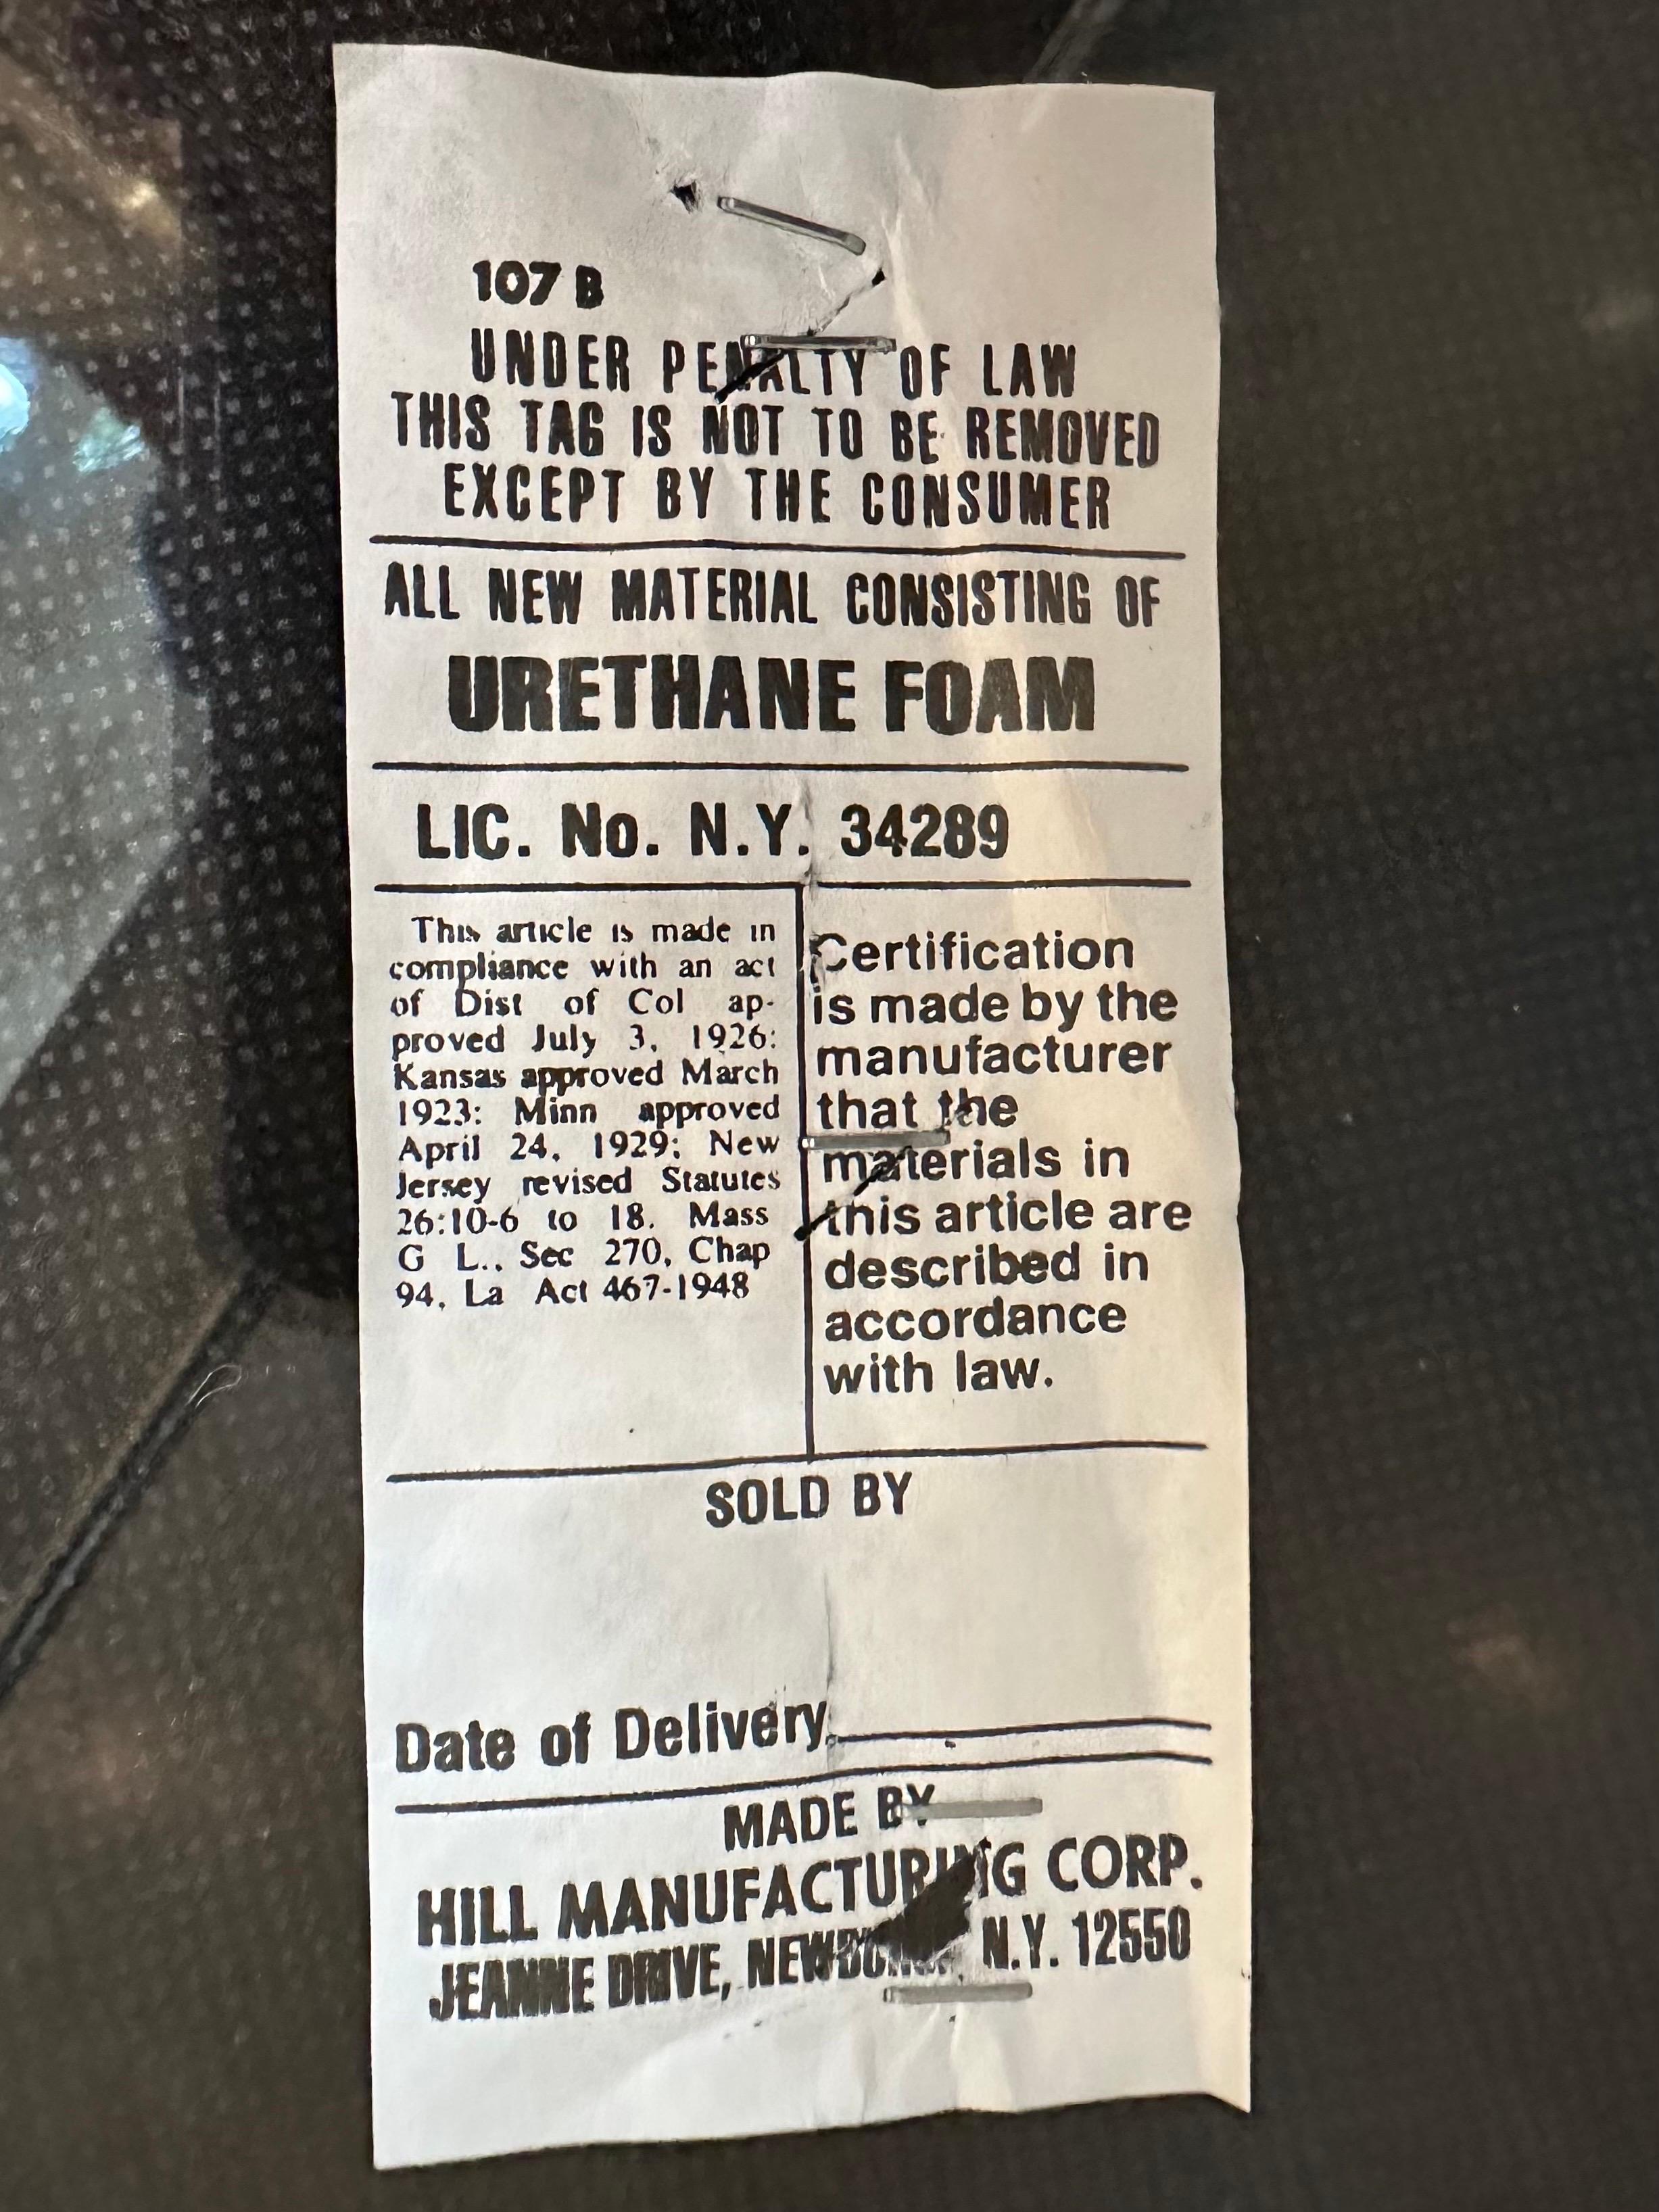 107 B
UNDER PENALTY OF LAW
THIS TAG IS NOT TO BE REMOVED
EXCEPT BY THE CONSUMER
ALL NEW MATERIAL CONSISTING OF
URETHANE FOAM
LIC. No. N.Y. 34289
This article is made in
compliance with an act
of Dist of Col ap-
proved July 3, 1926:
Kansas approved March
1923: Minn approved
April 24, 1929; New
Jersey revised Statutes
26:10-6 to 18. Mass
G L., Sec 270, Chap
94, La Act 467-1948
Certification
is made by the
manufacturer
that the
materials in
this article are
described in
accordance
with law.
SOLD BY
Date of Delivery
MADE BY
HILL MANUFACTURING CORP.
JEANNE DRIVE, N.Y. 12550